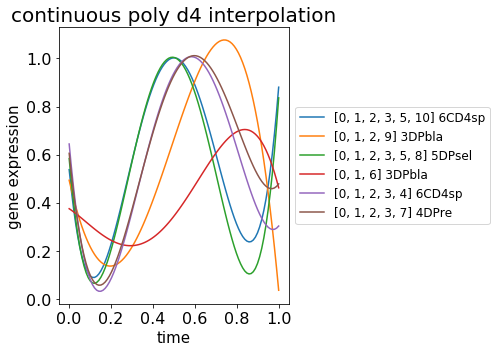 continuous poly d4 interpolation
gene expression
1.0
0.8
0.6
0.4
0.2
0.0
0.0 0.2 0.4 0.6 0.8 1.0
time
[0, 1, 2, 3, 5, 10] 6CD4sp
[0, 1, 2, 9] 3DPbla
[0, 1, 2, 3, 5, 8] 5DPsel
[0, 1, 6] 3DPbla
[0, 1, 2, 3, 4] 6CD4sp
[0, 1, 2, 3, 7] 4DPre